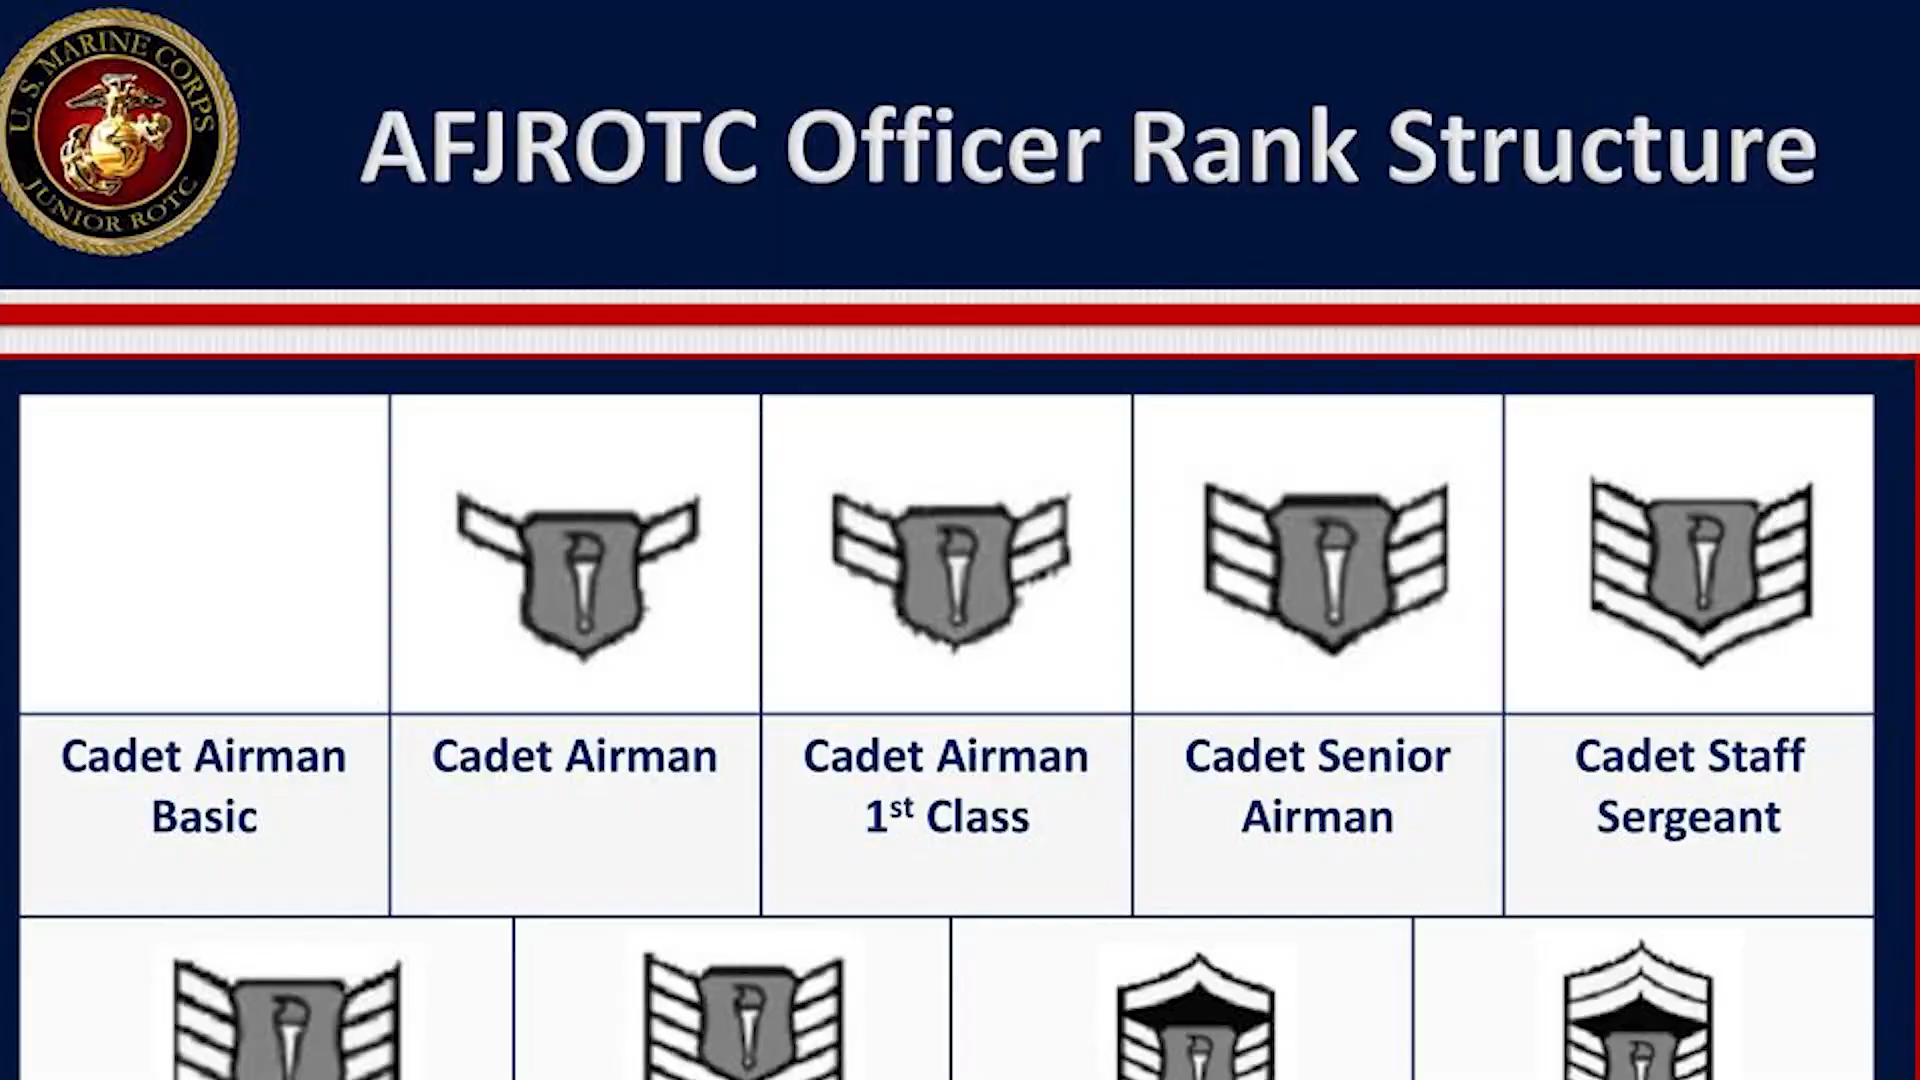 U.S. MARINE CORPS
JUNIOR ROTC
AFJROTC Officer Rank Structure
Cadet Airman
Basic
Cadet Airman
Cadet Airman
1st Class
Cadet Senior
Airman
Cadet Staff
Sergeant